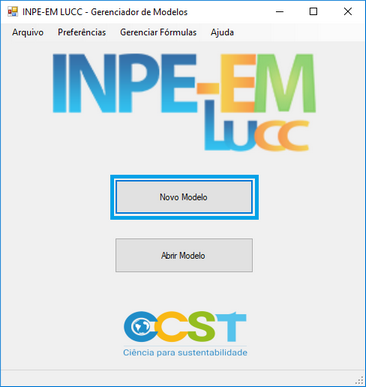 INPE-EM LUCC - Gerenciador de Modelos
Arquivo Preferências Gerenciar Fórmulas Ajuda
INPE-EM
LUCC
Novo Modelo
Abrir Modelo
CCST
Ciência para sustentabilidade